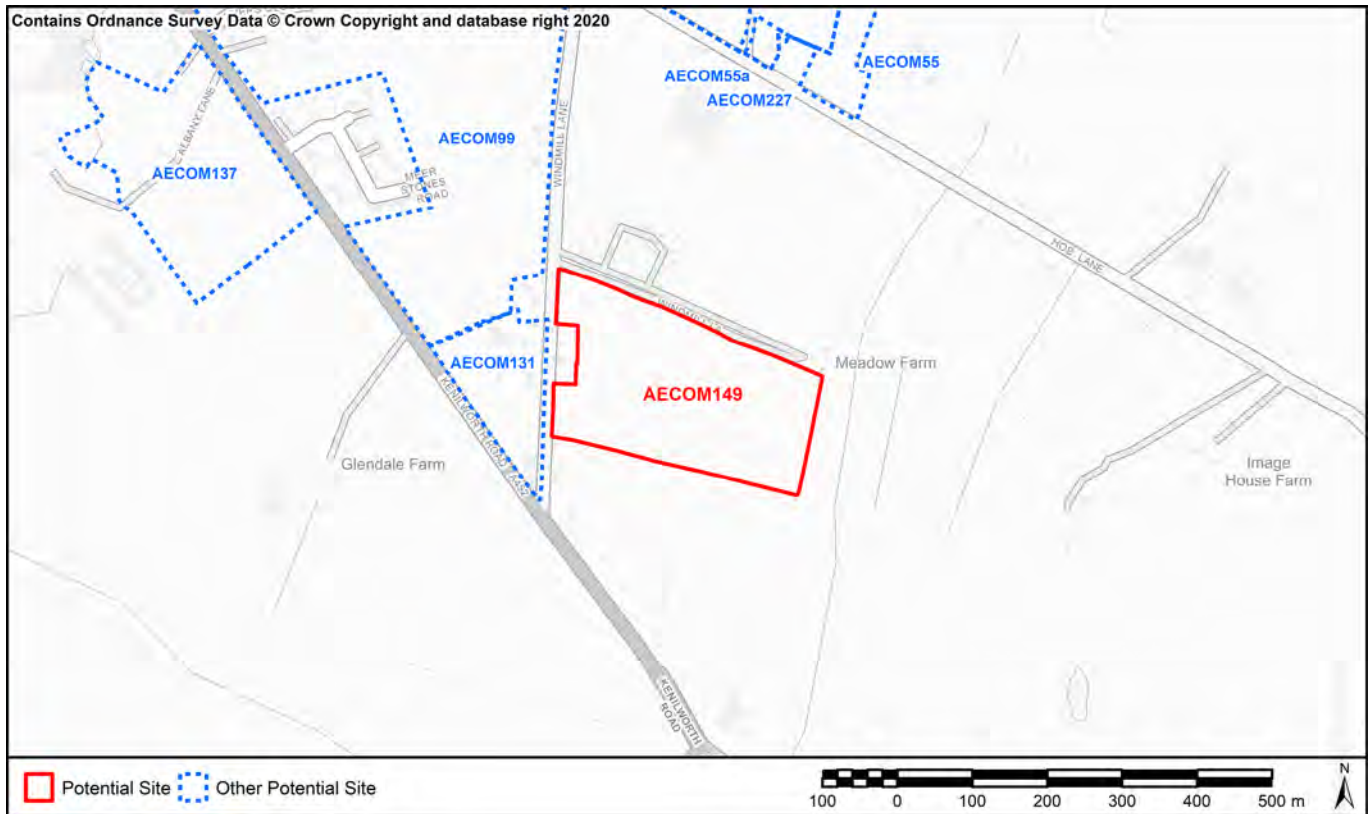 Contains Ordnance Survey Data © Crown Copyright and database right 2020
AECOM55
AECOM55a
AECOM227
WINDMILL LANE
AECOM99
ALBANY LANE
AECOM137
MEER
STONES
ROAD
HOB LANE
AECOM131
Meadow Farm
AECOM149
KENILWORTH ROAD A452
Glendale Farm
Image
House Farm
KENILWORTH
ROAD
Potential Site
Other Potential Site
100 0 100 200 300 400 500 m
N